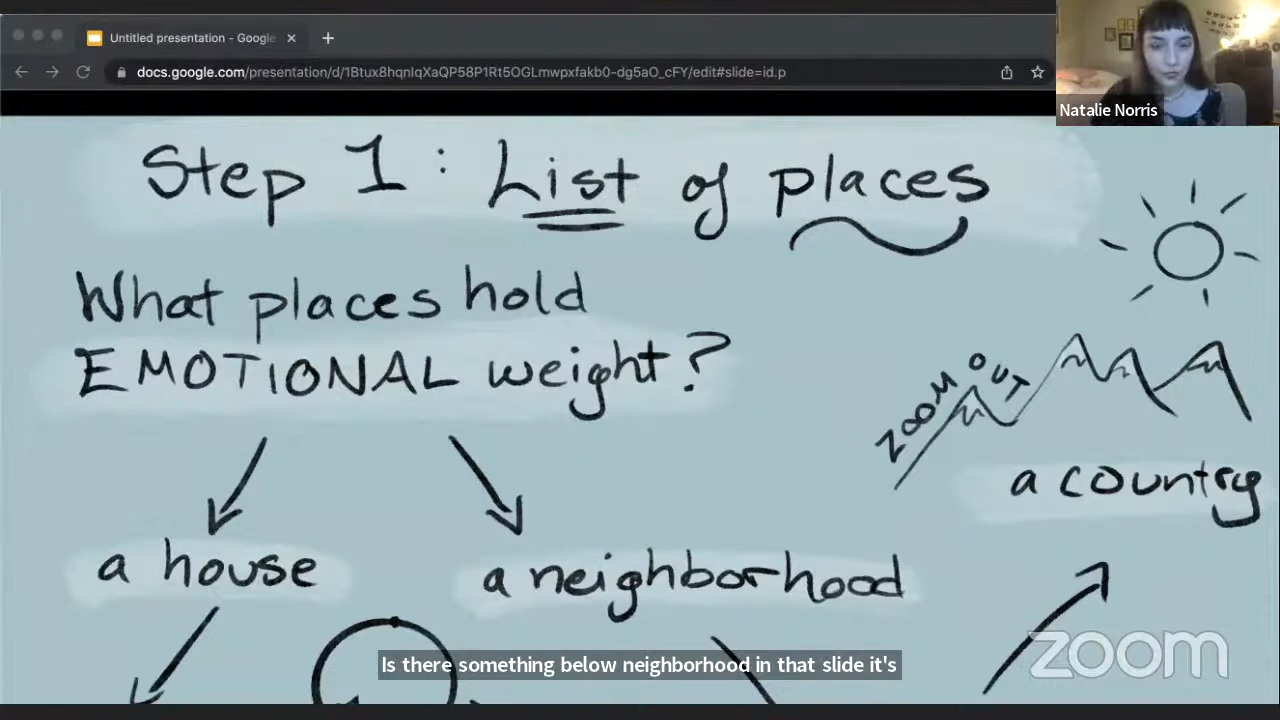 Untitled presentation - Google
docs.google.com/presentation/d/1Btux8hqnIqXaQP58P1Rt5OGLmwpxfakb0-dg5aO_cFY/edit#slide=id.p
Natalie Norris
Step 1: List of places
What places hold
EMOTIONAL weight?
ZOOM OUT
a country
a house
a neighborhood
Is there something below neighborhood in that slide it's
zoom